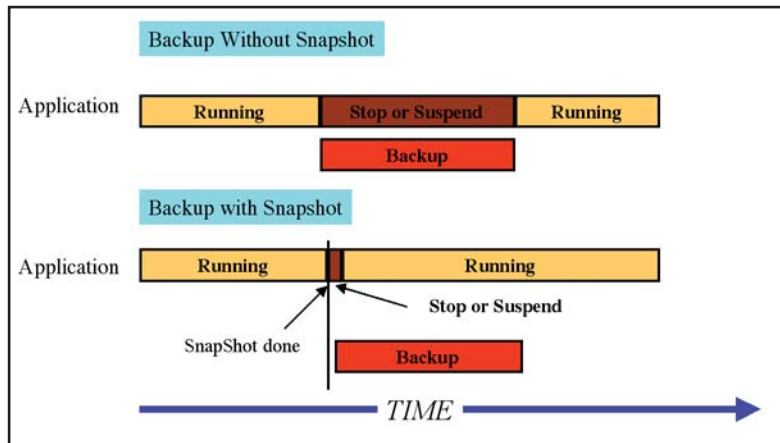 Backup Without Snapshot
Application
Running
Stop or Suspend
Running
Backup
Backup with Snapshot
Application
Running
Running
Stop or Suspend
SnapShot done
Backup
TIME